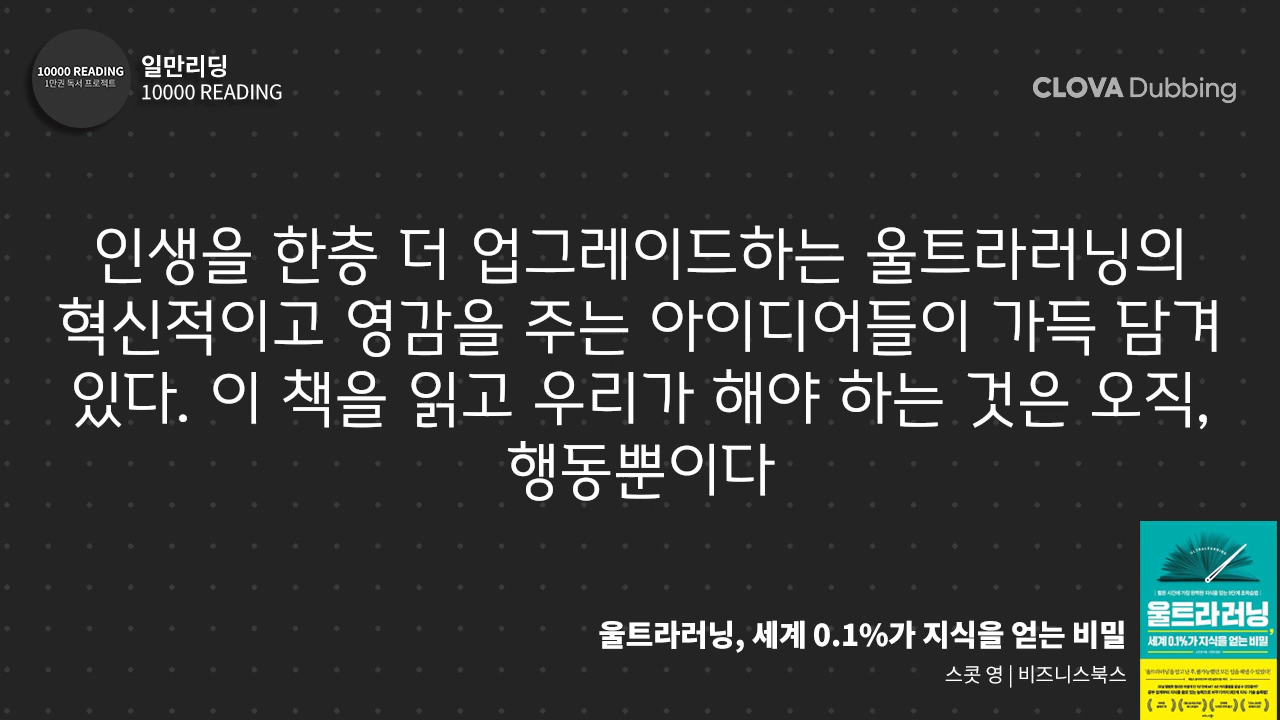 10000 READING
1만권 독서 프로젝트
일만리딩
10000 READING
CLOVA Dubbing
인생을 한층 더 업그레이드하는 울트라러닝의
혁신적이고 영감을 주는 아이디어들이 가득 담겨
있다. 이 책을 읽고 우리가 해야 하는 것은 오직,
행동뿐이다
울트라러닝, 세계 0.1%가 지식을 얻는 비밀
스콧 영 | 비즈니스북스
ULTRALEARNING
울트라러닝,
세계 0.1%가 지식을 얻는 비밀